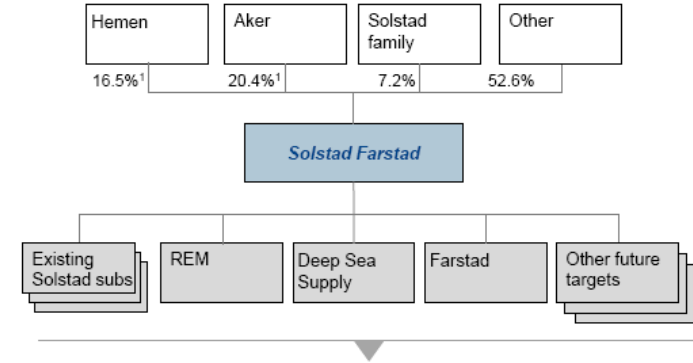 Hemen
Aker
Solstad
family
Other
16.5%¹
20.4%¹
7.2%
52.6%
Solstad Farstad
Existing
Solstad subs
REM
Deep Sea
Supply
Farstad
Other future
targets